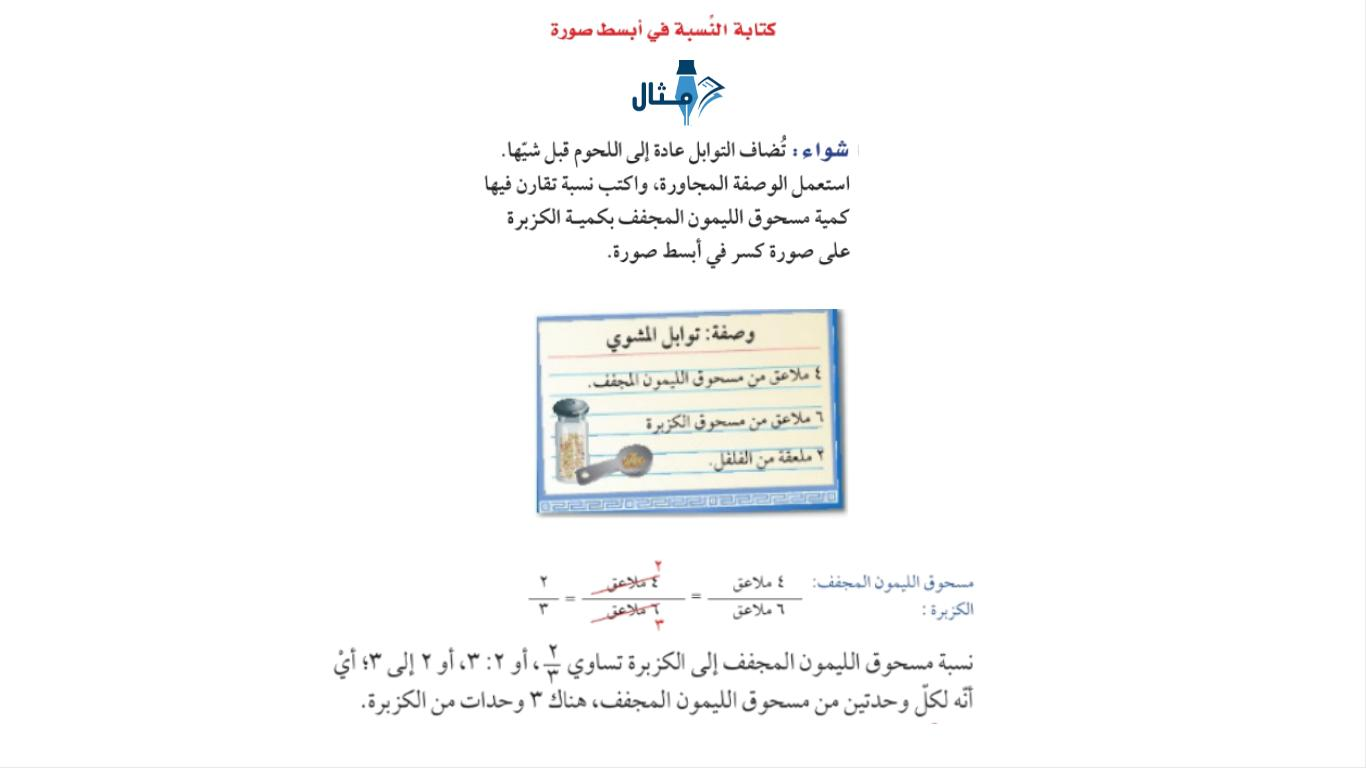 كتابة النِّسبة في أبسط صورة
مثال
شواء: تُضاف التوابل عادة إلى اللحوم قبل شيّها.
استعمل الوصفة المجاورة، واكتب نسبة تقارن فيها
كمية مسحوق الليمون المجفف بكمية الكزبرة
على صورة كسر في أبسط صورة.
وصفة: توابل المشوي
٤ ملاعق من مسحوق الليمون المجفف.
٦ ملاعق من مسحوق الكزبرة
٢ ملعقة من الفلفل.
٢
مسحوق الليمون المجفف: ٤ ملاعق ٤ ملاعق ٢
= =
الكزبرة : ٦ ملاعق ٦ ملاعق ٣
٣
نسبة مسحوق الليمون المجفف إلى الكزبرة تساوي ٢/٣، أو ٢: ٣، أو ٢ إلى ٣؛ أيْ
أنّه لكلّ وحدتين من مسحوق الليمون المجفف، هناك ٣ وحدات من الكزبرة.